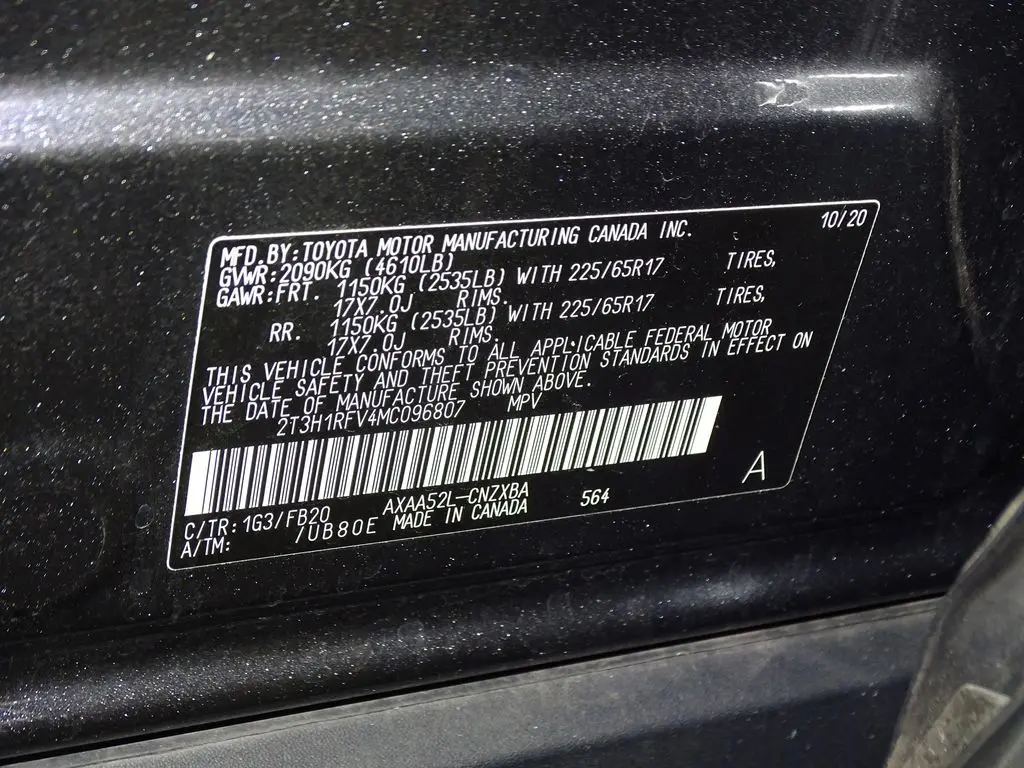 MFD.BY:TOYOTA MOTOR MANUFACTURING CANADA INC. 10/20
GVWR:2090KG (4610LB)
GAWR:FRT. 1150KG (2535LB) WITH 225/65R17 TIRES,
17X7.0J RIMS.
RR. 1150KG (2535LB) WITH 225/65R17 TIRES,
17X7.0J RIMS.
THIS VEHICLE CONFORMS TO ALL APPLICABLE FEDERAL MOTOR
VEHICLE SAFETY AND THEFT PREVENTION STANDARDS IN EFFECT ON
THE DATE OF MANUFACTURE SHOWN ABOVE.
2T3H1RFV4MC096807 MPV
A
C/TR: 1G3/FB20 AXAA52L-CNZXBA 564
A/TM: /UB80E MADE IN CANADA